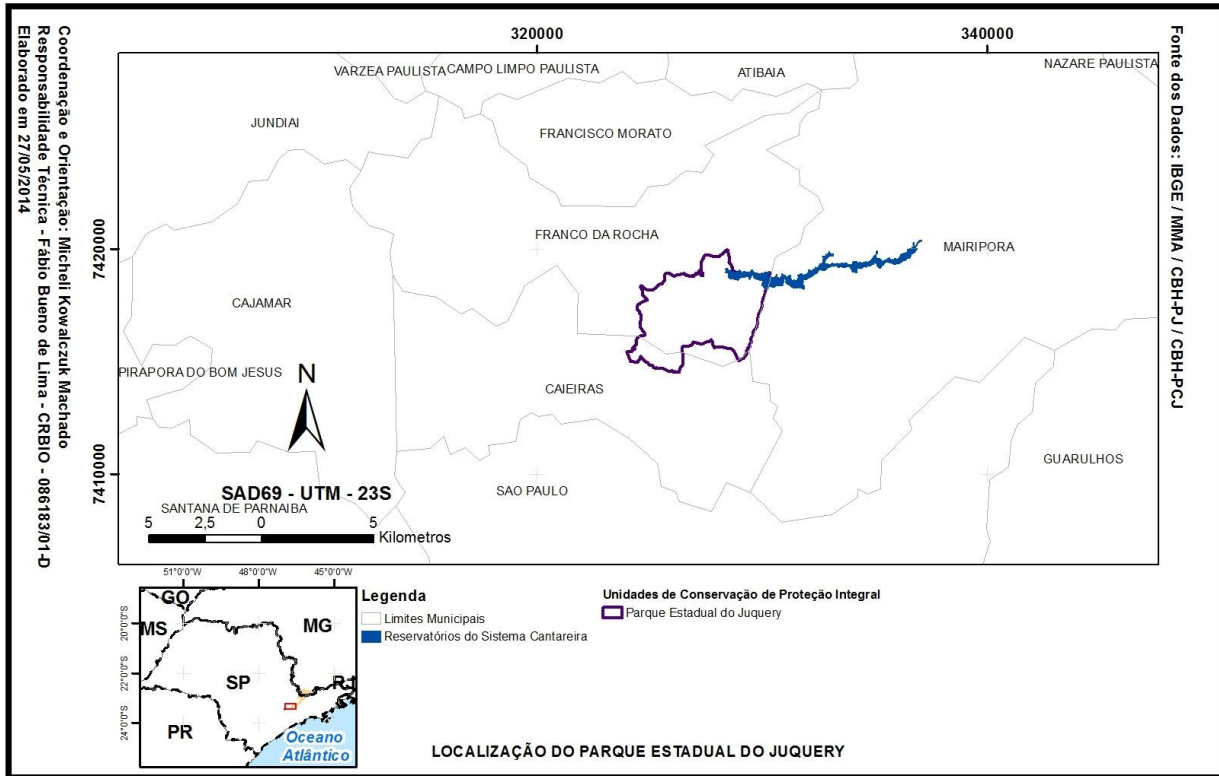 320000
340000
VARZEA PAULISTA
CAMPO LIMPO PAULISTA
ATIBAIA
NAZARE PAULISTA
JUNDIAI
FRANCISCO MORATO
7420000
FRANCO DA ROCHA
MAIRIPORA
CAJAMAR
PIRAPORA DO BOM JESUS
N
CAIEIRAS
7410000
GUARULHOS
SAO PAULO
SAD69 - UTM - 23S
SANTANA DE PARNAIBA
5 2,5 0 5
Kilometros
Coordenação e Orientação: Micheli Kowalczuk Machado
Responsabilidade Técnica - Fábio Bueno de Lima - CRBIO - 086183/01-D
Elaborado em 27/05/2014
Fonte dos Dados: IBGE / MMA / CBH-PJ / CBH-PCJ
51°0'0"W 48°0'0"W 45°0'0"W
20°0'0"S
22°0'0"S
24°0'0"S
GO
MS
MG
SP
RJ
PR
Oceano
Atlântico
Legenda
Limites Municipais
Reservatórios do Sistema Cantareira
Unidades de Conservação de Proteção Integral
Parque Estadual do Juquery
LOCALIZAÇÃO DO PARQUE ESTADUAL DO JUQUERY